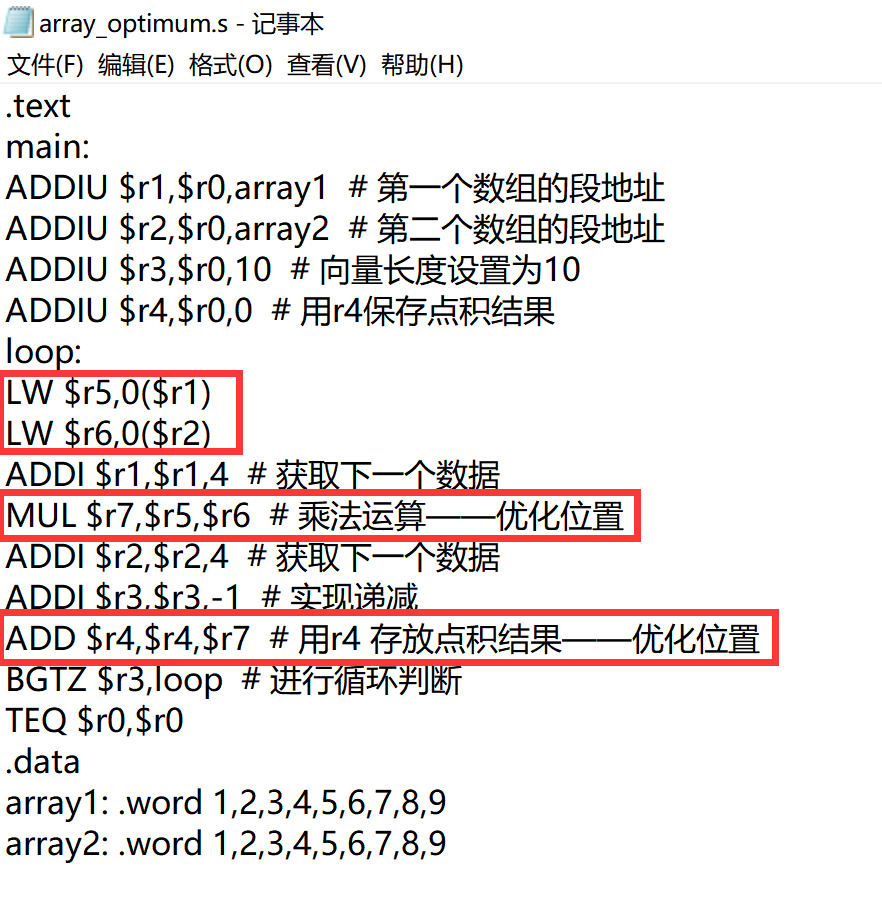 array_optimum.s - 记事本
文件(F) 编辑(E) 格式(O) 查看(V) 帮助(H)
.text
main:
ADDIU $r1,$r0,array1 # 第一个数组的段地址
ADDIU $r2,$r0,array2 # 第二个数组的段地址
ADDIU $r3,$r0,10 # 向量长度设置为10
ADDIU $r4,$r0,0 # 用r4保存点积结果
loop:
LW $r5,0($r1)
LW $r6,0($r2)
ADDI $r1,$r1,4 # 获取下一个数据
MUL $r7,$r5,$r6 # 乘法运算——优化位置
ADDI $r2,$r2,4 # 获取下一个数据
ADDI $r3,$r3,-1 # 实现递减
ADD $r4,$r4,$r7 # 用r4 存放点积结果——优化位置
BGTZ $r3,loop # 进行循环判断
TEQ $r0,$r0
.data
array1: .word 1,2,3,4,5,6,7,8,9
array2: .word 1,2,3,4,5,6,7,8,9